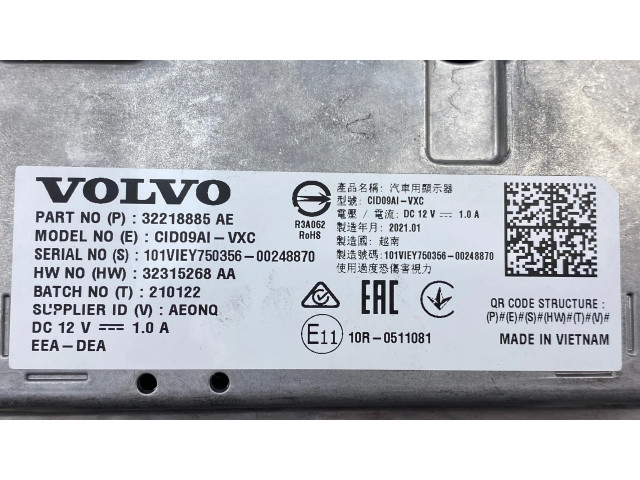 VOLVO
PART NO (P) : 32218885 AE
MODEL NO (E) : CID09AI-VXC
SERIAL NO (S) : 101VIEY750356-00248870
HW NO (HW) : 32315268 AA
BATCH NO (T) : 210122
SUPPLIER ID (V) : AEONQ
DC 12 V 1.0 A
EEA-DEA
R3A062
RoHS
產品名稱: 汽車用顯示器
型號: CID09AI-VXC
電壓 / 電流: DC 12 V 1.0 A
製造年月: 2021.01
製造國: 越南
製造號碼: 101VIEY750356-00248870
使用過度恐傷害視力
EAC
E11 10R-0511081
QR CODE STRUCTURE :
(P)#(E)#(S)#(HW)#(T)#(V)#
MADE IN VIETNAM